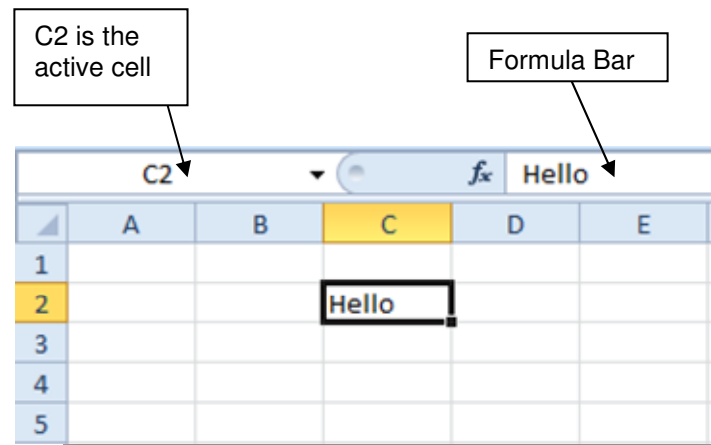 C2 is the
active cell
Formula Bar
C2 fx Hello
A B C D E
1
2 Hello
3
4
5